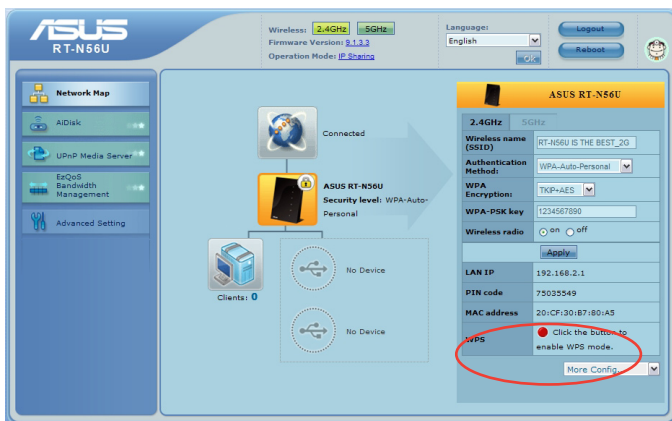 ASUS
RT-N56U
Wireless: 2.4GHz 5GHz
Firmware Version: 9.1.3.3
Operation Mode: IP Sharing
Language:
English
Ok
Logout
Reboot
Network Map
AiDisk
UPnP Media Server
EzQoS
Bandwidth
Management
Advanced Setting
Connected
ASUS RT-N56U
Security level: WPA-Auto-
Personal
Clients: 0
No Device
No Device
ASUS RT-N56U
2.4GHz 5GHz
Wireless name
(SSID)
RT-N56U IS THE BEST_2G
Authentication
Method:
WPA-Auto-Personal
WPA
Encryption:
TKIP+AES
WPA-PSK key
1234567890
Wireless radio
on off
Apply
LAN IP
192.168.2.1
PIN code
75035549
MAC address
20:CF:30:B7:80:A5
WPS
Click the button to
enable WPS mode.
More Config...